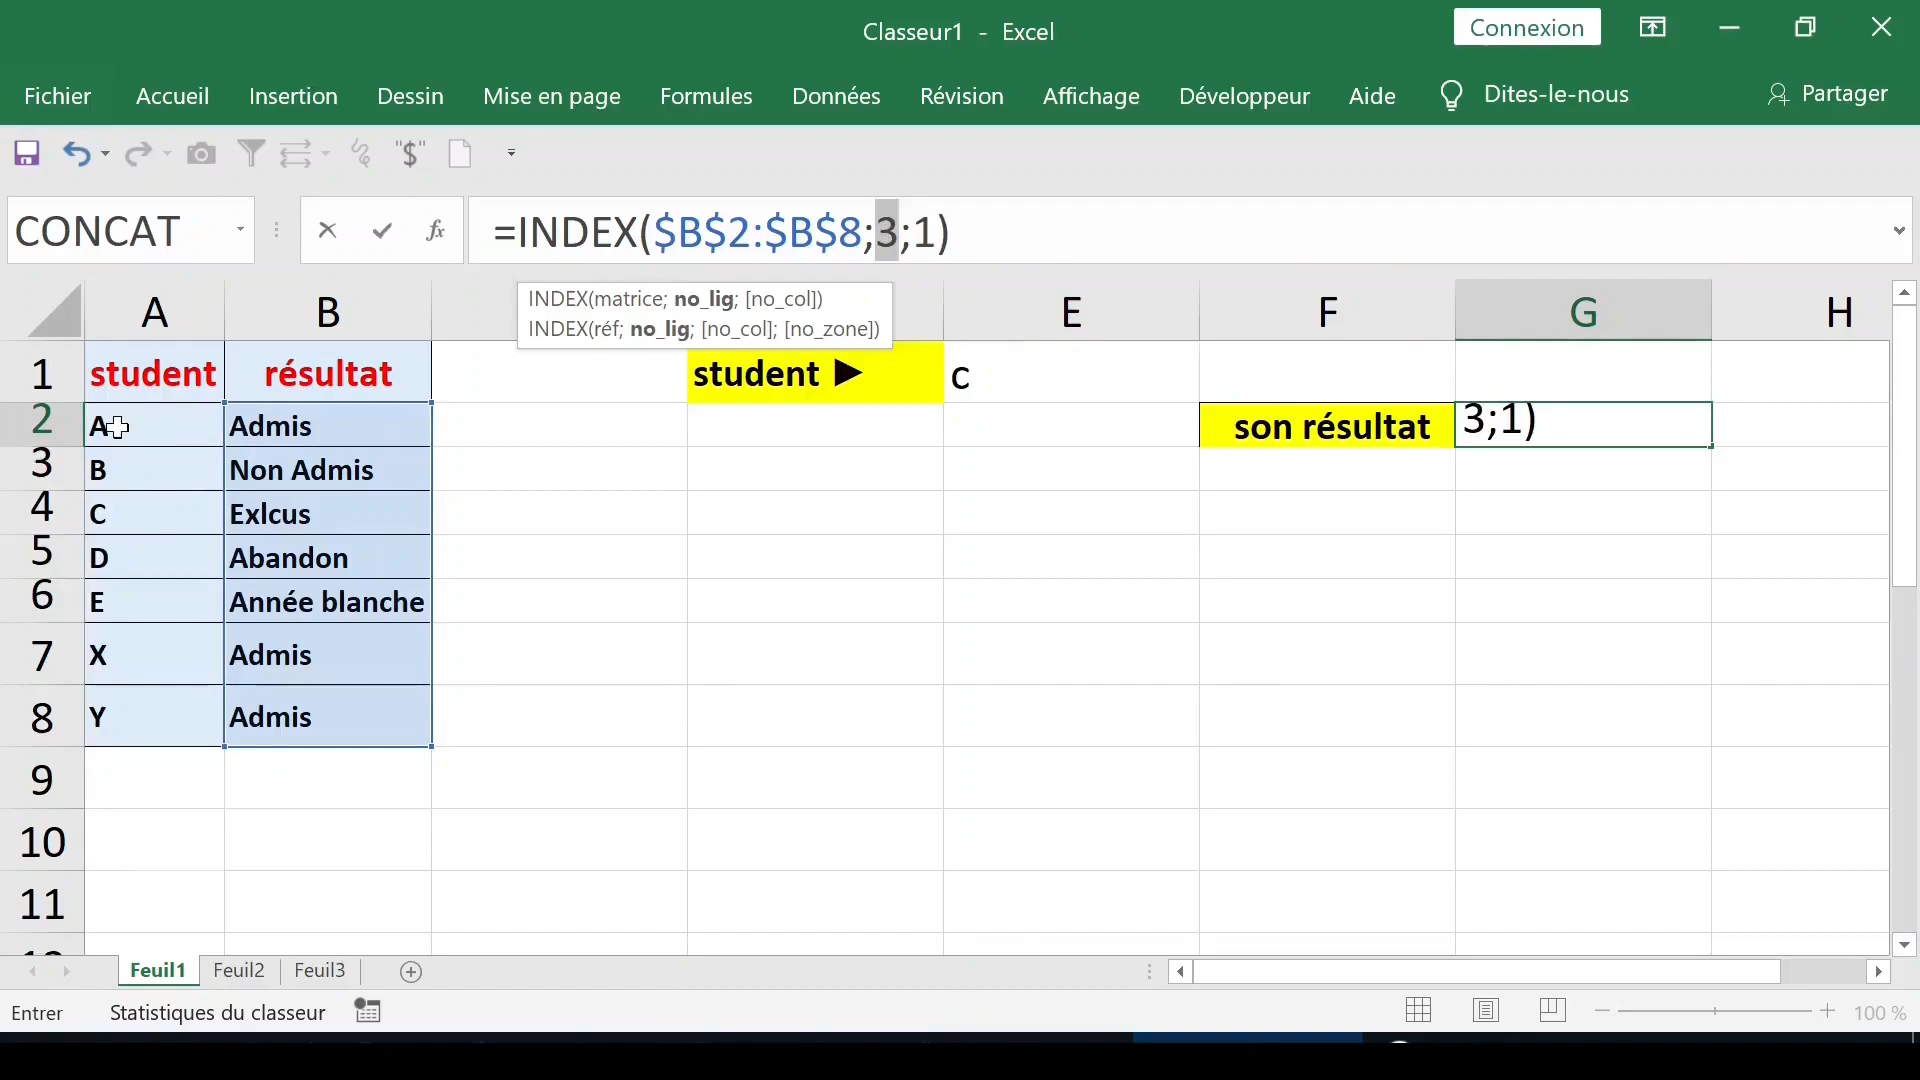 Classeur1 - Excel
Connexion
Fichier Accueil Insertion Dessin Mise en page Formules Données Révision Affichage Développeur Aide Dites-le-nous Partager
"$"
CONCAT fx =INDEX($B$2:$B$8;3;1)
INDEX(matrice; no_lig; [no_col])
INDEX(réf; no_lig; [no_col]; [no_zone])
A B E F G H
1 student résultat student ► c
2 A Admis son résultat 3;1)
3 B Non Admis
4 C Exlcus
5 D Abandon
6 E Année blanche
7 X Admis
8 Y Admis
9
10
11
Feuil1 Feuil2 Feuil3
Entrer Statistiques du classeur 100 %